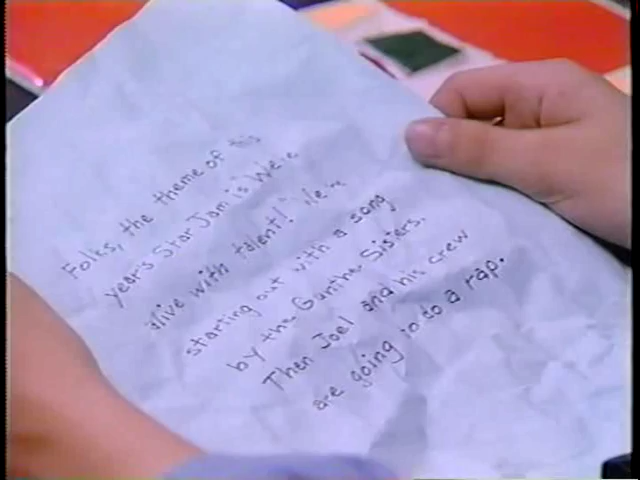 Folks, the theme of this
year's Star Jam is We're
alive with talent! We're
starting out with a song
by the Gunther Sisters.
Then Joel and his crew
are going to do a rap.